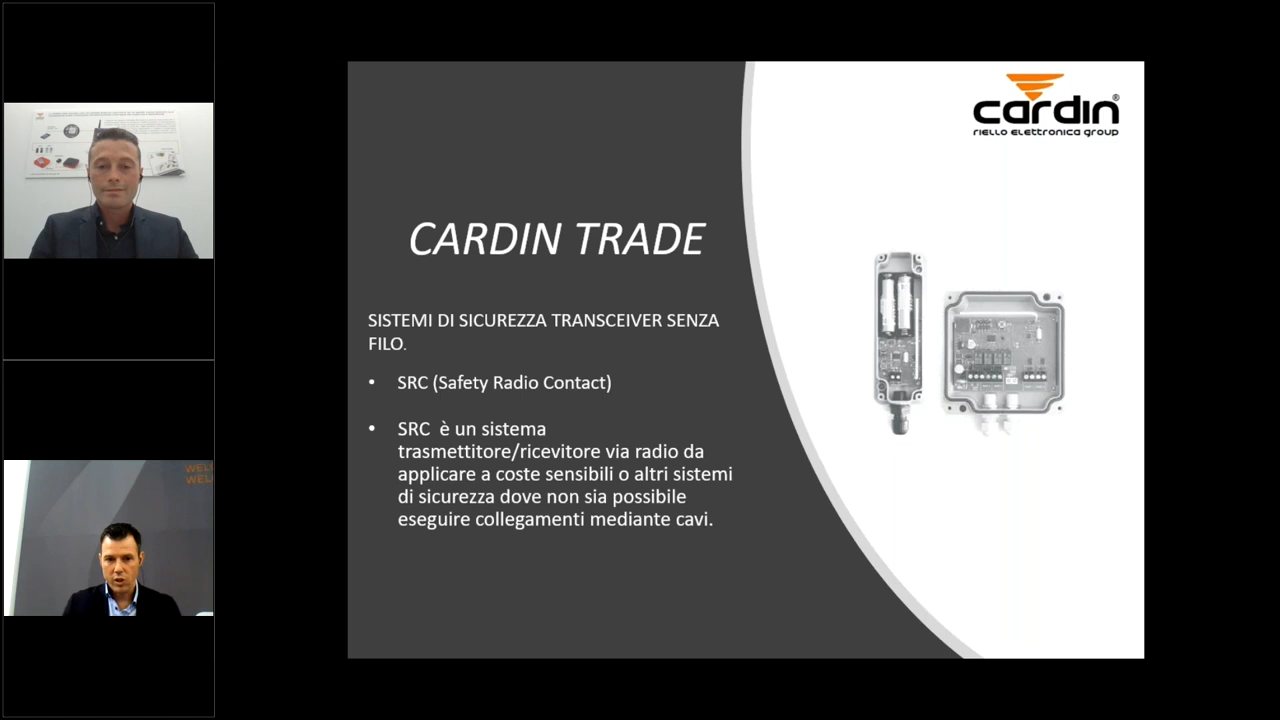 cardin®
riello elettronica group
CARDIN TRADE
SISTEMI DI SICUREZZA TRANSCEIVER SENZA
FILO.
• SRC (Safety Radio Contact)
• SRC è un sistema
trasmettitore/ricevitore via radio da
applicare a coste sensibili o altri sistemi
di sicurezza dove non sia possibile
eseguire collegamenti mediante cavi.